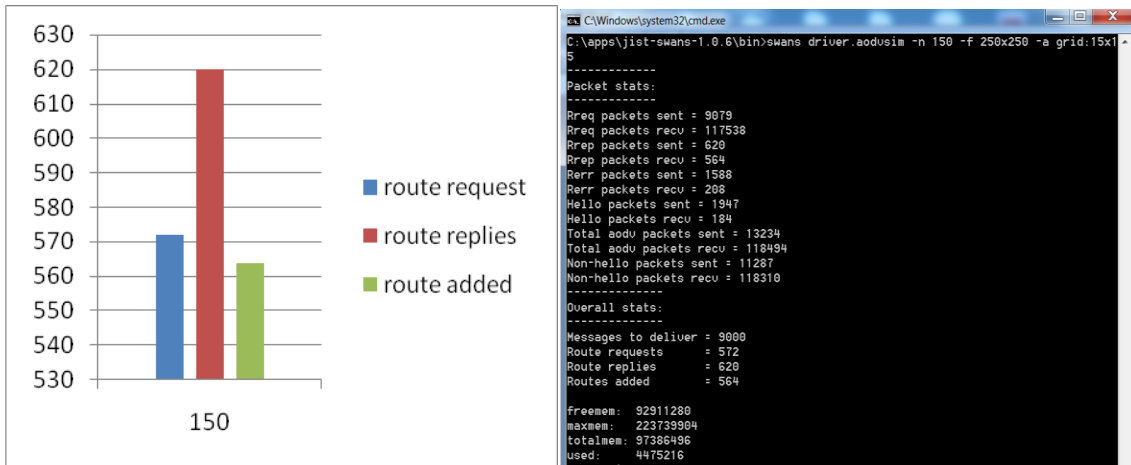 630
620
610
600
590
580
570
560
550
540
530
150
route request
route replies
route added
C:\Windows\system32\cmd.exe
C:\apps\jist-swans-1.0.6\bin>swans driver.aodvsim -n 150 -f 250x250 -a grid:15x1
5
-------------
Packet stats:
-------------
Rreq packets sent = 9079
Rreq packets recv = 117538
Rrep packets sent = 620
Rrep packets recv = 564
Rerr packets sent = 1588
Rerr packets recv = 208
Hello packets sent = 1947
Hello packets recv = 184
Total aodv packets sent = 13234
Total aodv packets recv = 118494
Non-hello packets sent = 11287
Non-hello packets recv = 118310
--------------
Overall stats:
--------------
Messages to deliver = 9000
Route requests = 572
Route replies = 620
Routes added = 564
freemem: 92911280
maxmem: 223739904
totalmem: 97386496
used: 4475216